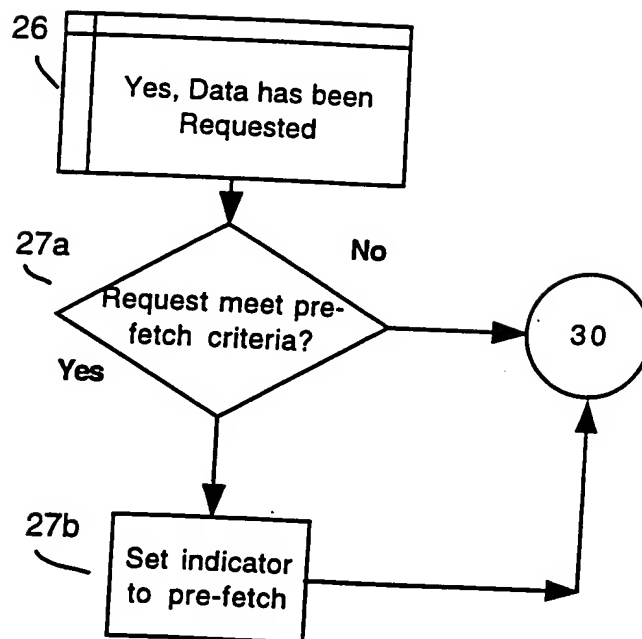 26
Yes, Data has been
Requested
27a
No
Request meet pre-
fetch criteria?
30
Yes
27b
Set indicator
to pre-fetch